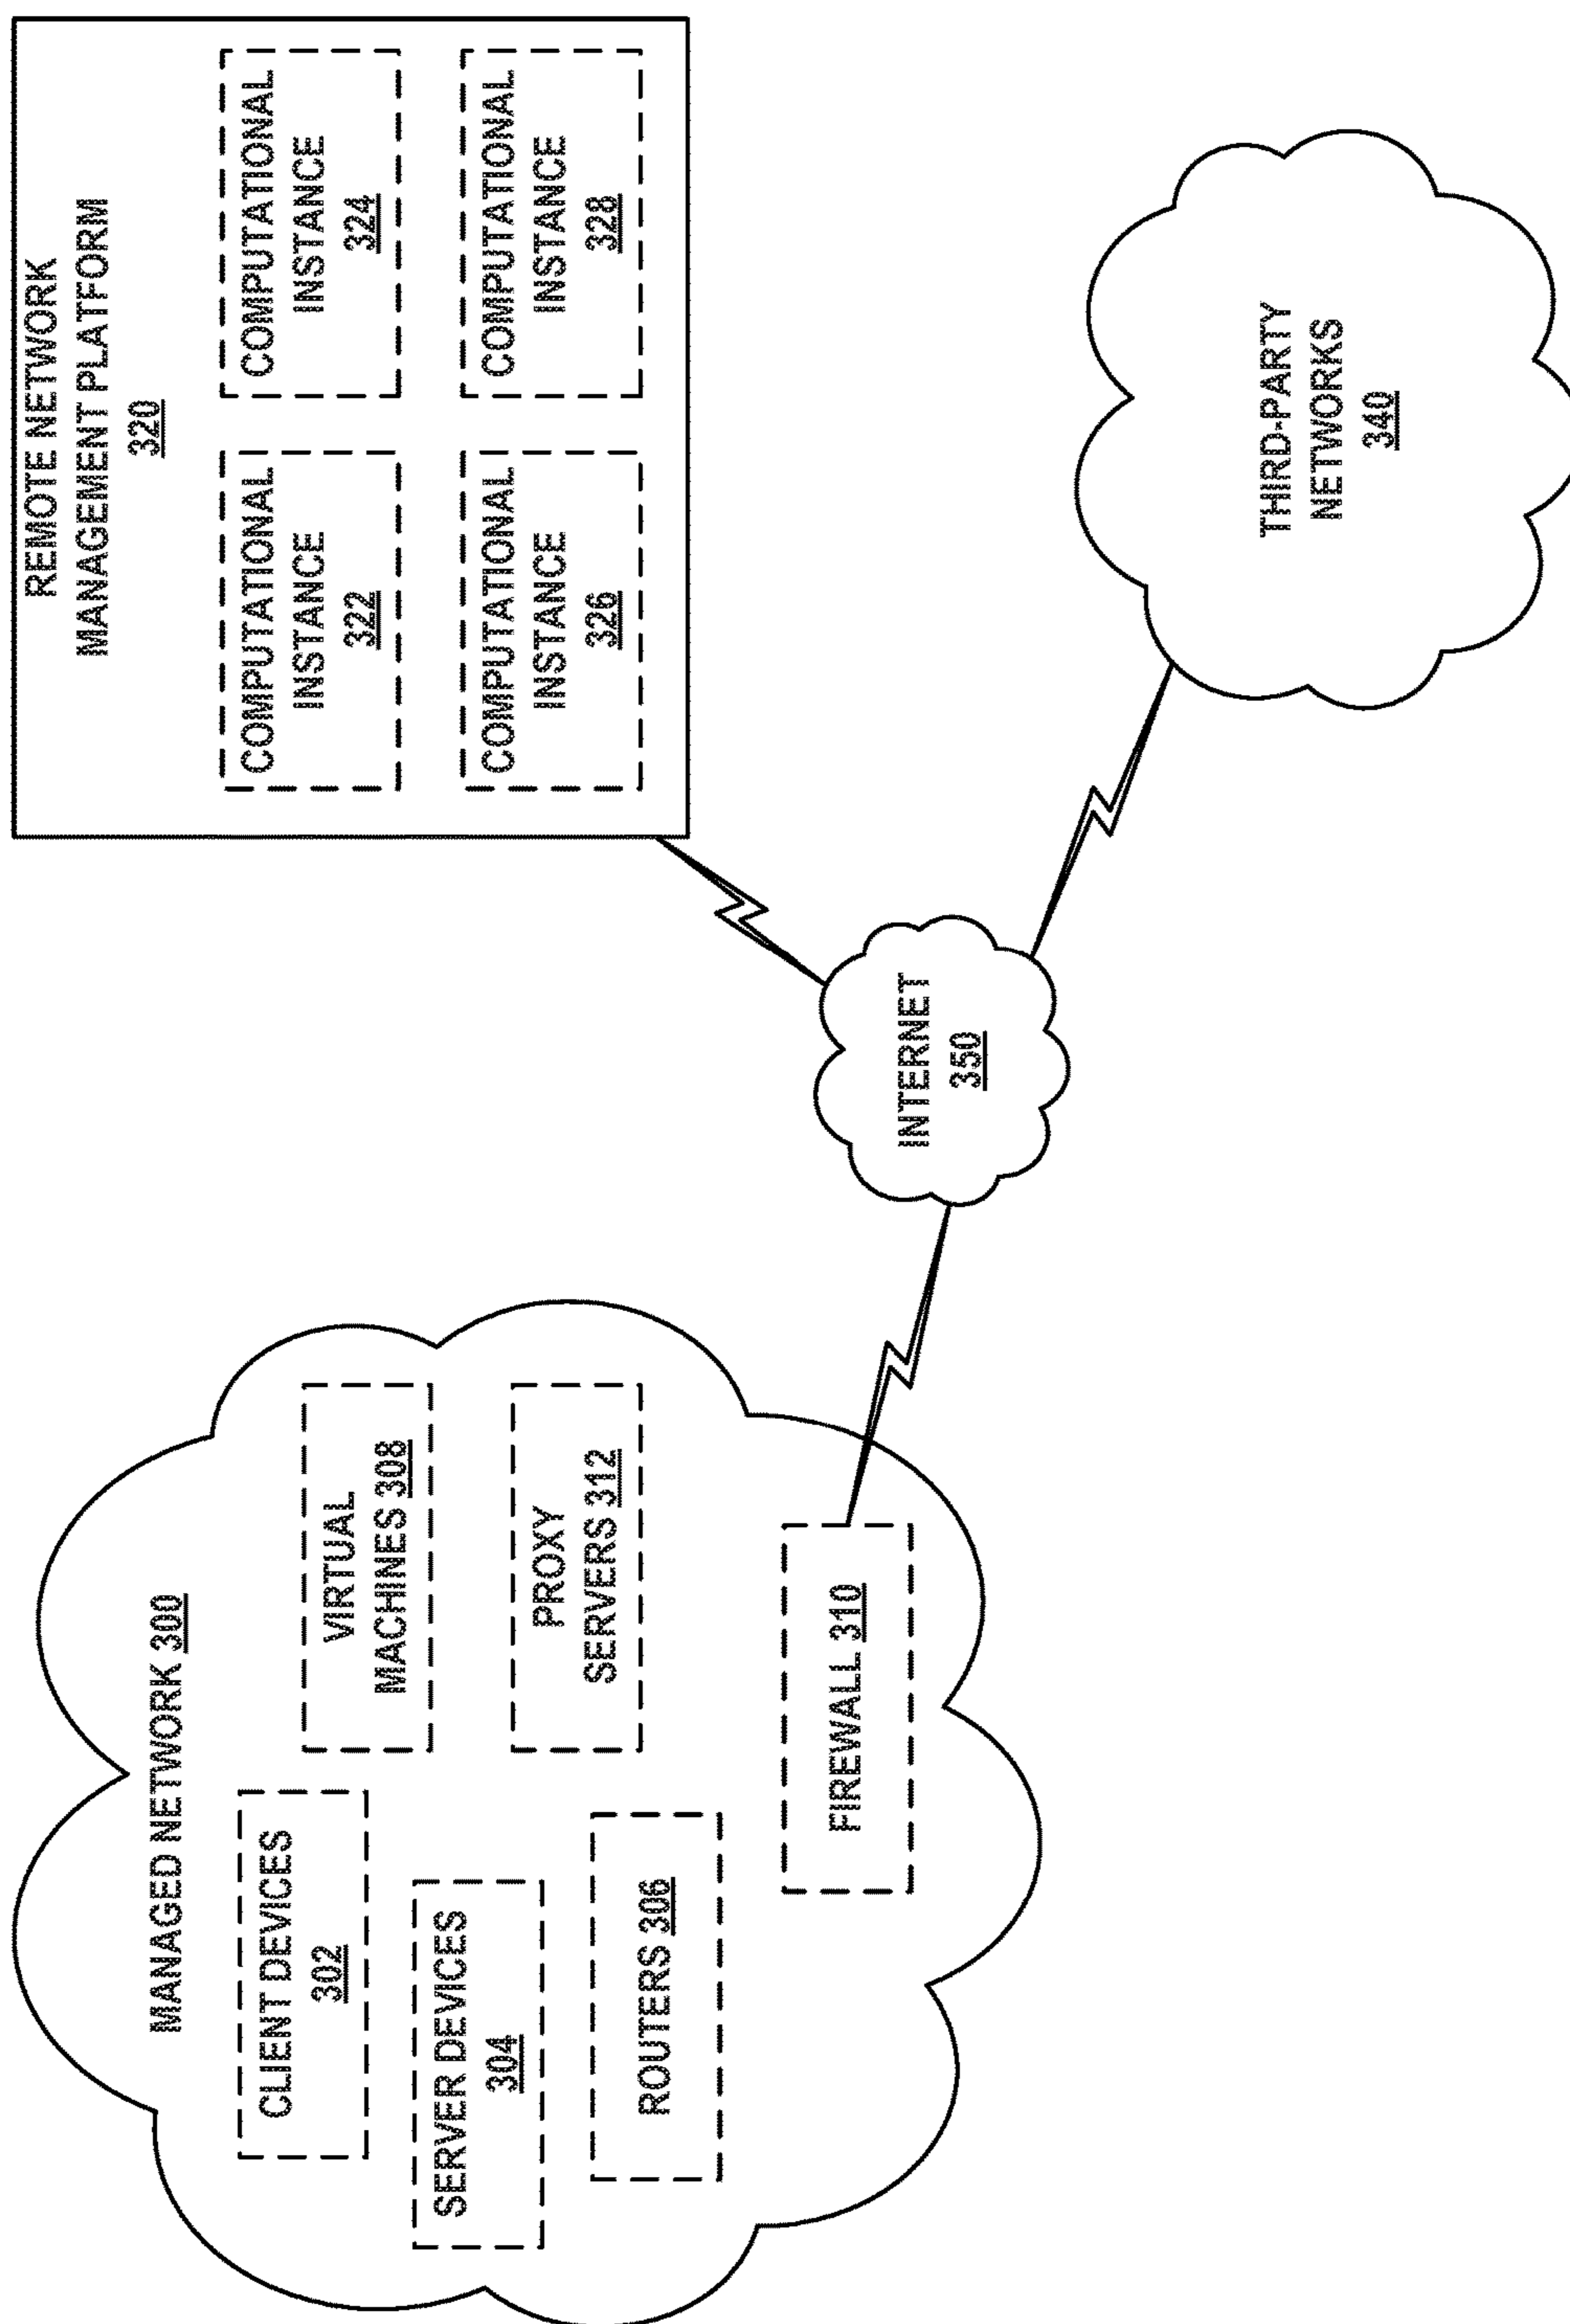 MANAGED NETWORK 300
CLIENT DEVICES
302
SERVER DEVICES
304
ROUTERS 306
VIRTUAL
MACHINES 308
PROXY
SERVERS 312
FIREWALL 310
INTERNET
350
REMOTE NETWORK
MANAGEMENT PLATFORM
320
COMPUTATIONAL
INSTANCE
322
COMPUTATIONAL
INSTANCE
324
COMPUTATIONAL
INSTANCE
326
COMPUTATIONAL
INSTANCE
328
THIRD-PARTY
NETWORKS
340